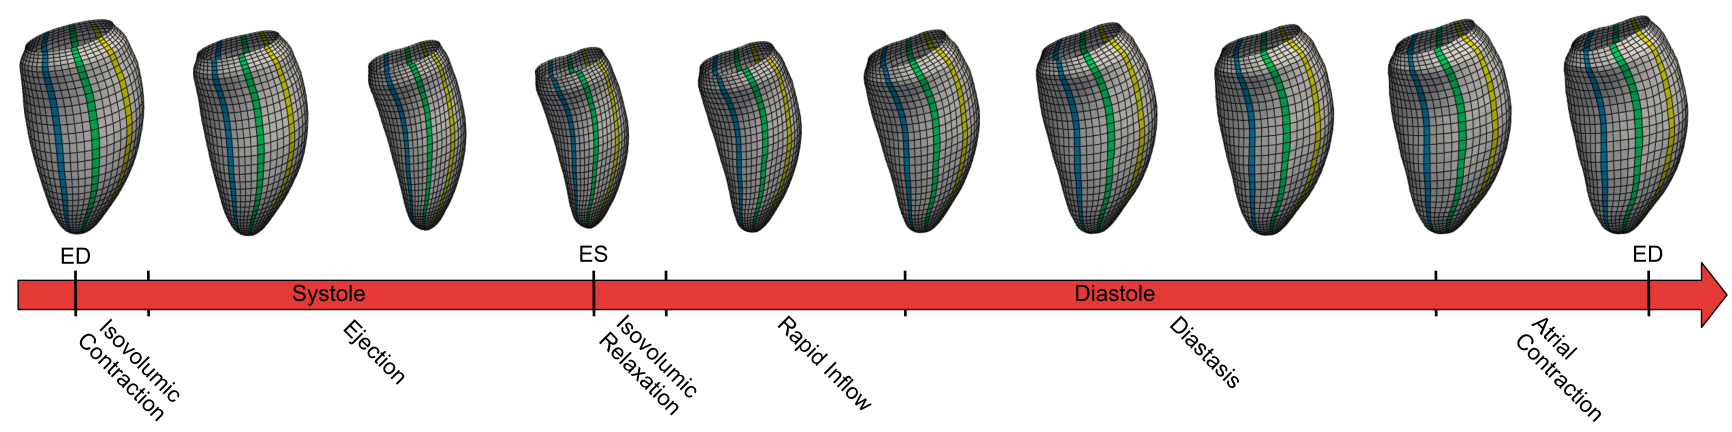 ED
ES
ED
Systole
Diastole
Isovolumic
Contraction
Ejection
Isovolumic
Relaxation
Rapid Inflow
Diastasis
Atrial
Contraction